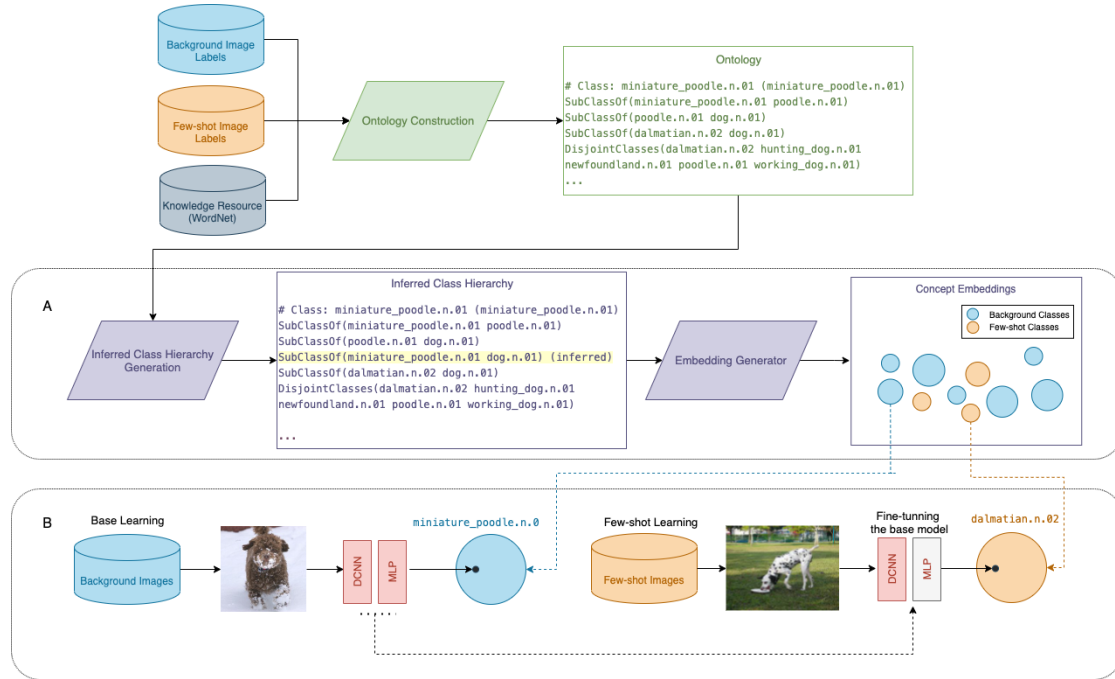 Background Image
Labels
Few-shot Image
Labels
Knowledge Resource
(WordNet)
Ontology Construction
Ontology
# Class: miniature_poodle.n.01 (miniature_poodle.n.01)
SubClassOf(miniature_poodle.n.01 poodle.n.01)
SubClassOf(poodle.n.01 dog.n.01)
SubClassOf(dalmatian.n.02 dog.n.01)
DisjointClasses(dalmatian.n.02 hunting_dog.n.01
newfoundland.n.01 poodle.n.01 working_dog.n.01)
...
A
Inferred Class Hierarchy
Generation
Inferred Class Hierarchy
# Class: miniature_poodle.n.01 (miniature_poodle.n.01)
SubClassOf(miniature_poodle.n.01 poodle.n.01)
SubClassOf(poodle.n.01 dog.n.01)
SubClassOf(miniature_poodle.n.01 dog.n.01) (inferred)
SubClassOf(dalmatian.n.02 dog.n.01)
DisjointClasses(dalmatian.n.02 hunting_dog.n.01
newfoundland.n.01 poodle.n.01 working_dog.n.01)
...
Embedding Generator
Concept Embeddings
Background Classes
Few-shot Classes
B
Base Learning
Background Images
DCNN
MLP
miniature_poodle.n.0
Few-shot Learning
Few-shot Images
Fine-tunning
the base model
DCNN
MLP
dalmatian.n.02